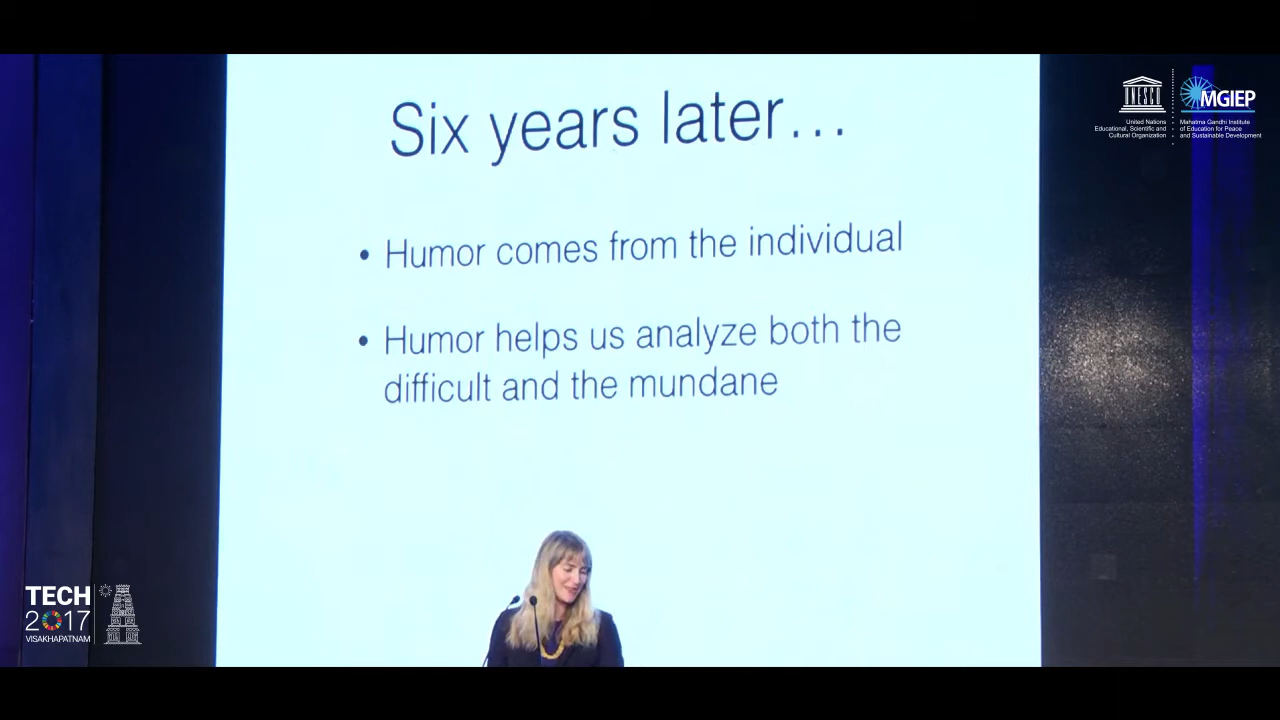 Six years later...
• Humor comes from the individual
• Humor helps us analyze both the
difficult and the mundane
UNESCO
United Nations
Educational, Scientific and
Cultural Organization
MGIEP
Mahatma Gandhi Institute
of Education for Peace
and Sustainable Development
TECH
2017
VISAKHAPATNAM